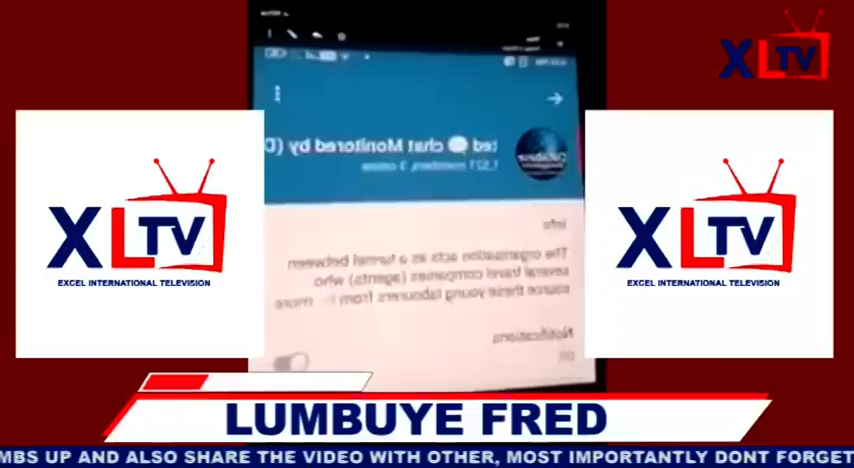 XLTV
ted 💬 chat Monitored by (D
1,521 members, 3 online
Info
The organisation acts as a funnel between
several travel companies (agents) who
source these young labourers from
more
Notifications
XLTV
EXCEL INTERNATIONAL TELEVISION
XLTV
EXCEL INTERNATIONAL TELEVISION
LUMBUYE FRED
MBS UP AND ALSO SHARE THE VIDEO WITH OTHER, MOST IMPORTANTLY DONT FORGET